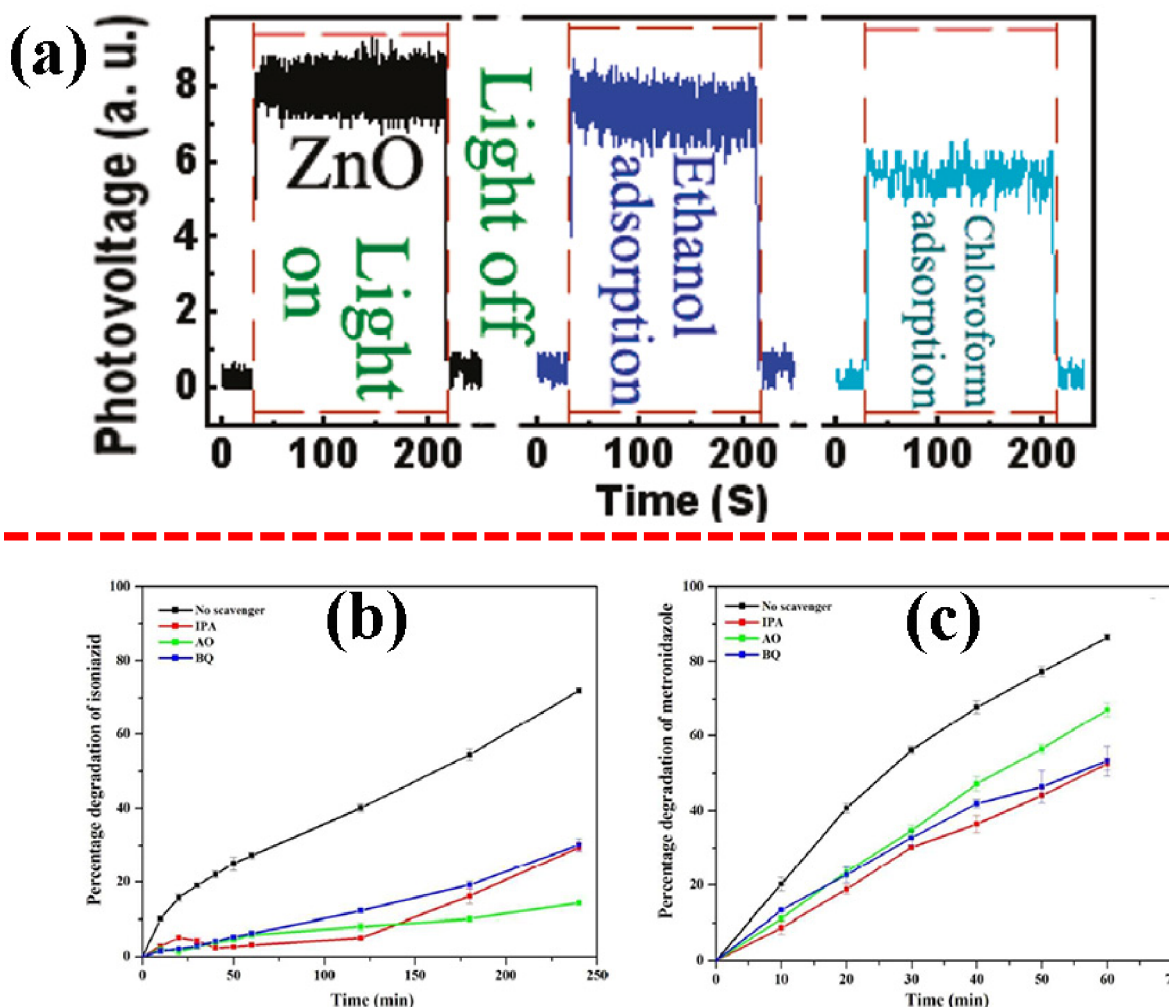 (a)
Photovoltage (a. u.)
8
6
4
2
0
ZnO
Light
on
Light off
Ethanol
adsorption
Chloroform
adsorption
0 100 200 0 100 200 0 100 200
Time (S)
(b)
Percentage degradation of isoniazid
100
80
60
40
20
0
No scavenger
IPA
AO
BQ
0 50 100 150 200 250
Time (min)
(c)
Percentage degradation of metronidazole
100
80
60
40
20
0
No scavenger
IPA
AO
BQ
0 10 20 30 40 50 60 7
Time (min)